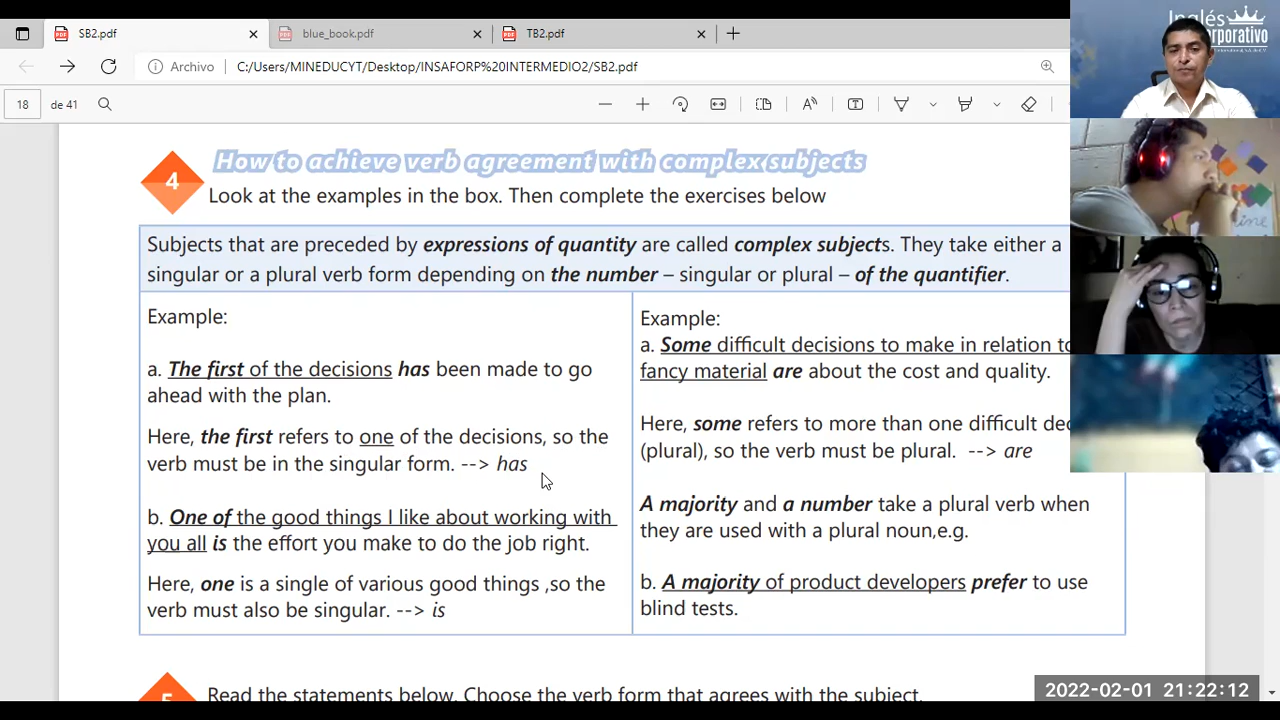 SB2.pdf
blue_book.pdf
TB2.pdf
Archivo
C:/Users/MINEDUCYT/Desktop/INSAFORP%20INTERMEDIO2/SB2.pdf
18 de 41
Inglés
orporativo
4
How to achieve verb agreement with complex subjects
Look at the examples in the box. Then complete the exercises below
Subjects that are preceded by expressions of quantity are called complex subjects. They take either a
singular or a plural verb form depending on the number – singular or plural – of the quantifier.
Example:
a. The first of the decisions has been made to go
ahead with the plan.
Here, the first refers to one of the decisions, so the
verb must be in the singular form. --> has
b. One of the good things I like about working with
you all is the effort you make to do the job right.
Here, one is a single of various good things ,so the
verb must also be singular. --> is
Example:
a. Some difficult decisions to make in relation to
fancy material are about the cost and quality.
Here, some refers to more than one difficult dec
(plural), so the verb must be plural. --> are
A majority and a number take a plural verb when
they are used with a plural noun,e.g.
b. A majority of product developers prefer to use
blind tests.
5
Read the statements below. Choose the verb form that agrees with the subject.
2022-02-01 21:22:12